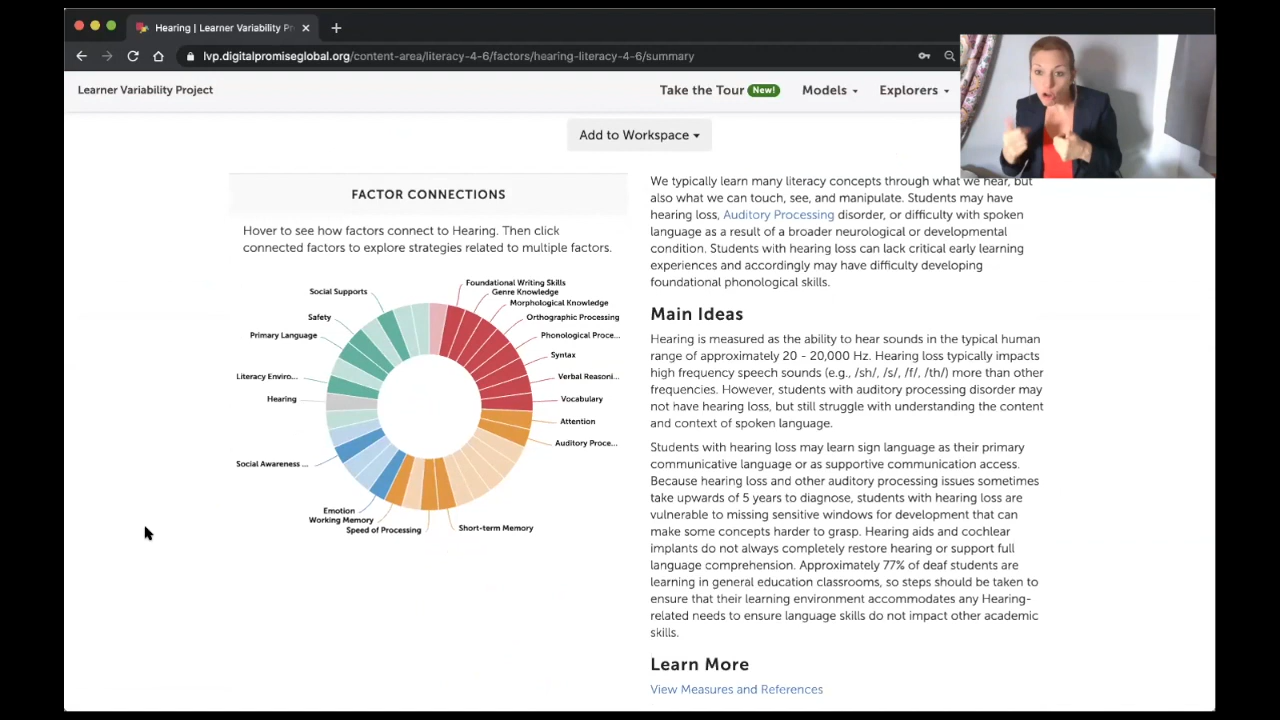 Hearing | Learner Variability Pr
lvp.digitalpromiseglobal.org/content-area/literacy-4-6/factors/hearing-literacy-4-6/summary
Learner Variability Project
Take the Tour New! Models Explorers
Add to Workspace
FACTOR CONNECTIONS
Hover to see how factors connect to Hearing. Then click
connected factors to explore strategies related to multiple factors.
Foundational Writing Skills
Genre Knowledge
Morphological Knowledge
Orthographic Processing
Phonological Proce...
Syntax
Verbal Reasoni...
Vocabulary
Attention
Auditory Proce...
Short-term Memory
Speed of Processing
Working Memory
Emotion
Social Awareness ...
Hearing
Literacy Enviro...
Primary Language
Safety
Social Supports
We typically learn many literacy concepts through what we hear, but
also what we can touch, see, and manipulate. Students may have
hearing loss, Auditory Processing disorder, or difficulty with spoken
language as a result of a broader neurological or developmental
condition. Students with hearing loss can lack critical early learning
experiences and accordingly may have difficulty developing
foundational phonological skills.
Main Ideas
Hearing is measured as the ability to hear sounds in the typical human
range of approximately 20 - 20,000 Hz. Hearing loss typically impacts
high frequency speech sounds (e.g., /sh/, /s/, /f/, /th/) more than other
frequencies. However, students with auditory processing disorder may
not have hearing loss, but still struggle with understanding the content
and context of spoken language.
Students with hearing loss may learn sign language as their primary
communicative language or as supportive communication access.
Because hearing loss and other auditory processing issues sometimes
take upwards of 5 years to diagnose, students with hearing loss are
vulnerable to missing sensitive windows for development that can
make some concepts harder to grasp. Hearing aids and cochlear
implants do not always completely restore hearing or support full
language comprehension. Approximately 77% of deaf students are
learning in general education classrooms, so steps should be taken to
ensure that their learning environment accommodates any Hearing-
related needs to ensure language skills do not impact other academic
skills.
Learn More
View Measures and References